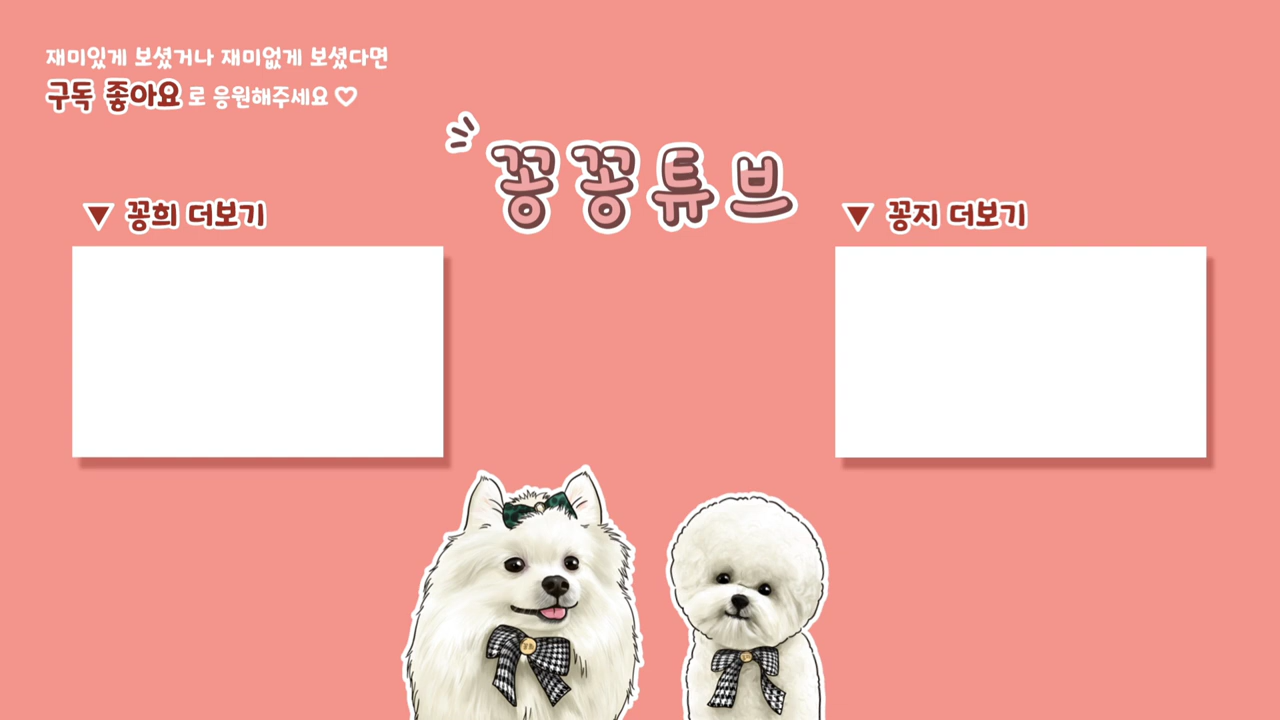 재미있게 보셨거나 재미없게 보셨다면
구독 좋아요 로 응원해주세요 ♡
꽁꽁튜브
▼ 꽁희 더보기
▼ 꽁지 더보기